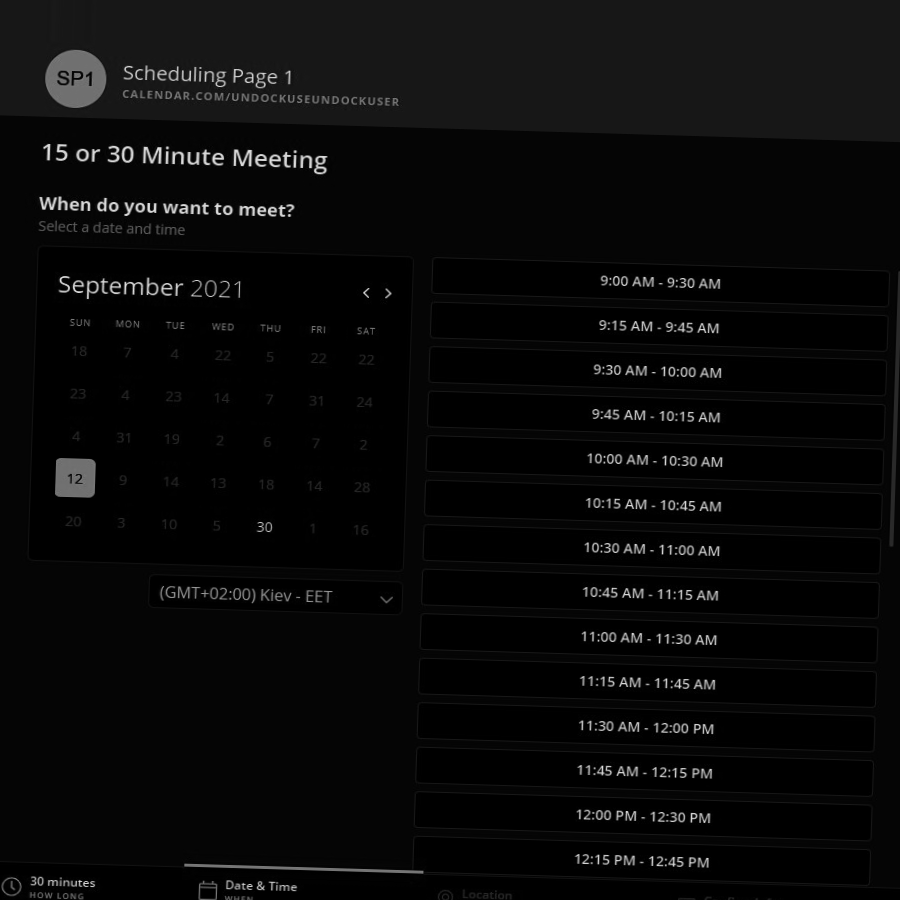 SP1
Scheduling Page 1
CALENDAR.COM/UNDOCKUSEUNDOCKUSER
15 or 30 Minute Meeting
When do you want to meet?
Select a date and time
September 2021
SUN MON TUE WED THU FRI SAT
18 7 4 22 5 22 22
23 4 23 14 7 31 24
4 31 19 2 6 7 2
12 9 14 13 18 14 28
20 3 10 5 30 1 16
(GMT+02:00) Kiev - EET
9:00 AM - 9:30 AM
9:15 AM - 9:45 AM
9:30 AM - 10:00 AM
9:45 AM - 10:15 AM
10:00 AM - 10:30 AM
10:15 AM - 10:45 AM
10:30 AM - 11:00 AM
10:45 AM - 11:15 AM
11:00 AM - 11:30 AM
11:15 AM - 11:45 AM
11:30 AM - 12:00 PM
11:45 AM - 12:15 PM
12:00 PM - 12:30 PM
12:15 PM - 12:45 PM
30 minutes
HOW LONG
Date & Time
WHEN
Location